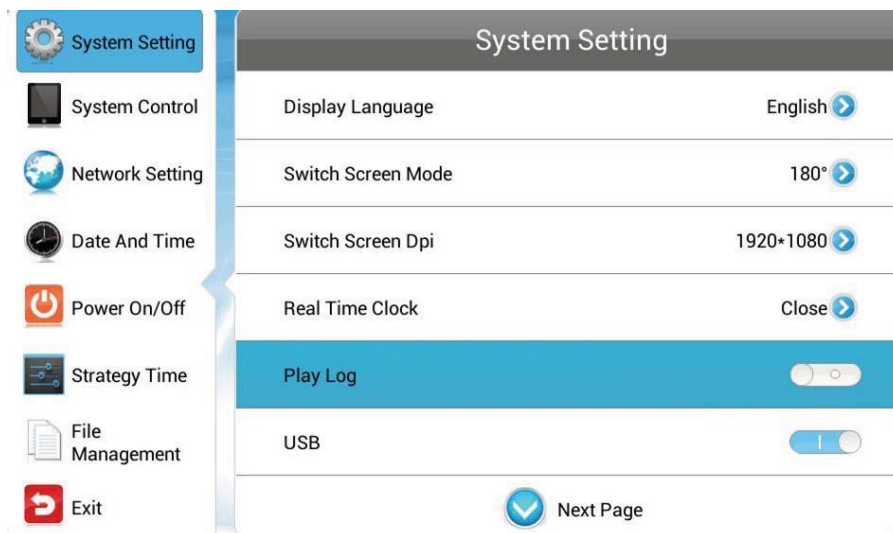 System Setting
System Control
Network Setting
Date And Time
Power On/Off
Strategy Time
File
Management
Exit
System Setting
Display Language English
Switch Screen Mode 180°
Switch Screen Dpi 1920*1080
Real Time Clock Close
Play Log
USB
Next Page